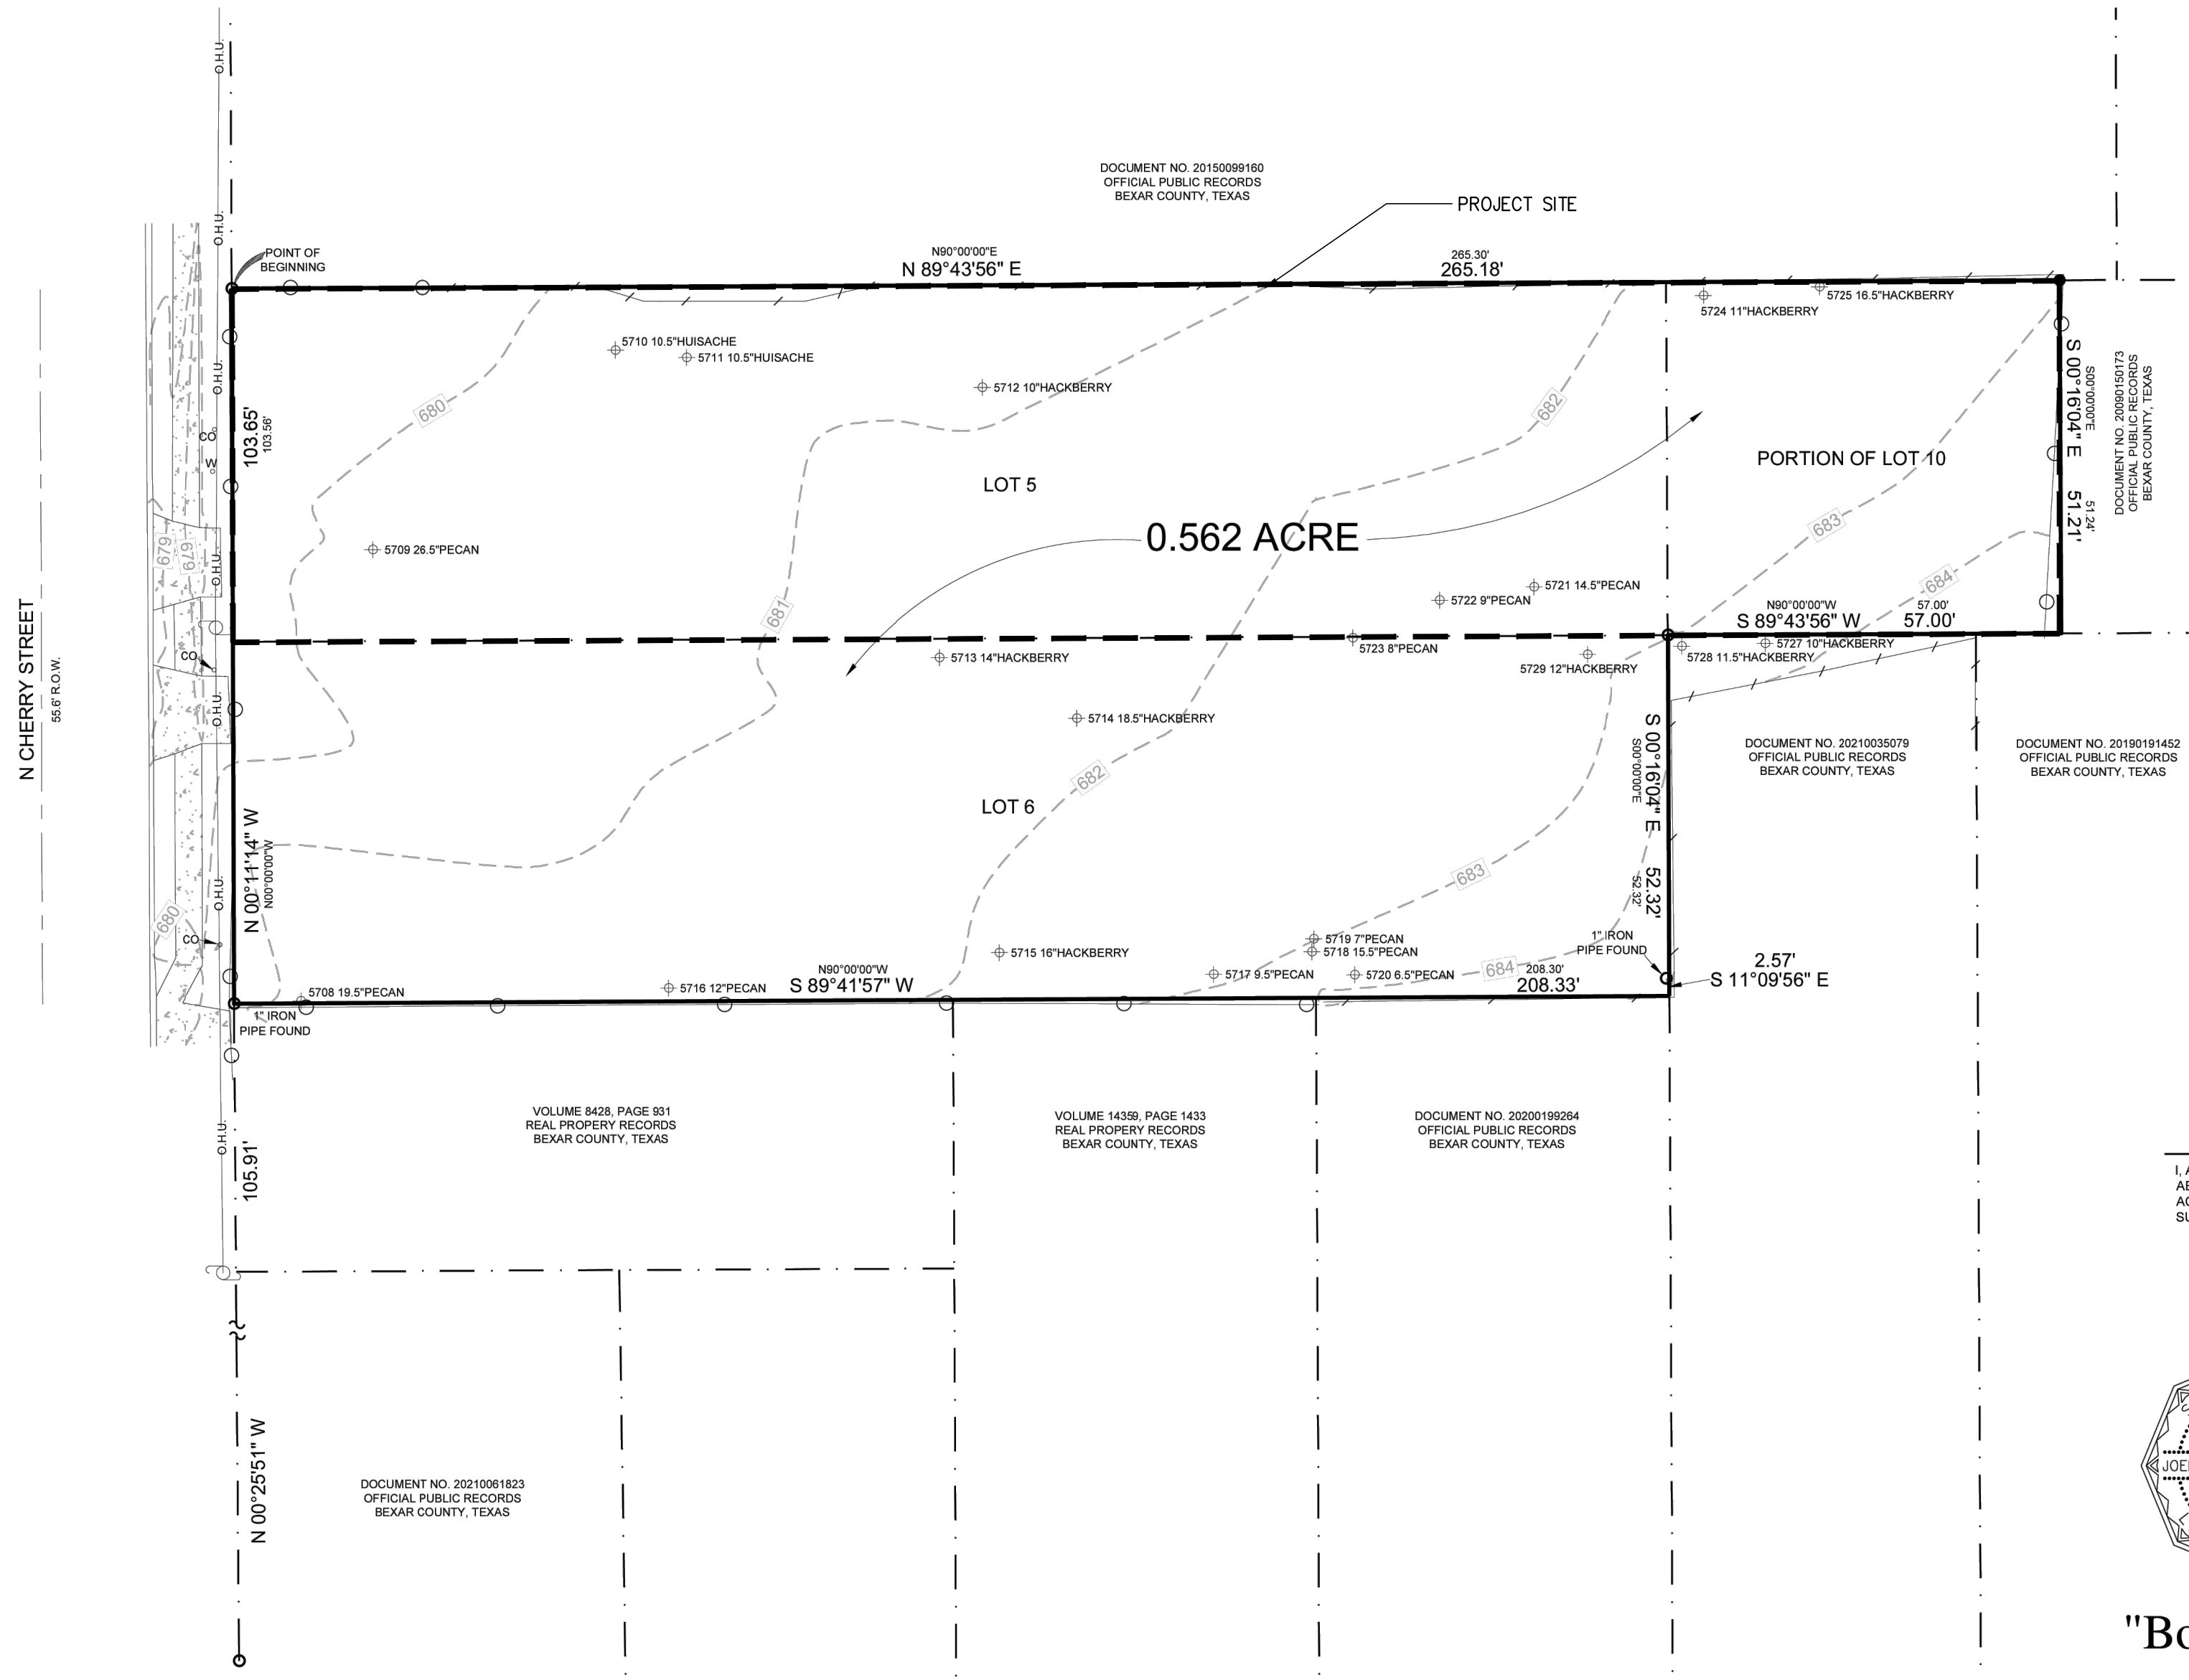 O.H.U.
DOCUMENT NO. 20150099160
OFFICIAL PUBLIC RECORDS
BEXAR COUNTY, TEXAS
PROJECT SITE
O.H.U.
POINT OF
BEGINNING
N90°00'00"E
N 89°43'56" E
265.30'
265.18'
5725 16.5"HACKBERRY
5724 11"HACKBERRY
5710 10.5"HUISACHE
5711 10.5"HUISACHE
5712 10"HACKBERRY
O.H.U.
680
682
103.65'
103.56'
CO
W
S 00°16'04" E
S00°00'00"E
51.24'
51.21'
DOCUMENT NO. 20090150173
OFFICIAL PUBLIC RECORDS
BEXAR COUNTY, TEXAS
PORTION OF LOT 10
LOT 5
683
0.562 ACRE
679
679
O.H.U.
5709 26.5"PECAN
684
5721 14.5"PECAN
5722 9"PECAN
681
N90°00'00"W
57.00'
S 89°43'56" W
57.00'
N CHERRY STREET
55.6' R.O.W.
CO
5713 14"HACKBERRY
5723 8"PECAN
5729 12"HACKBERRY
5727 10"HACKBERRY
5728 11.5"HACKBERRY
O.H.U.
5714 18.5"HACKBERRY
S 00°16'04" E
S00°00'00"E
DOCUMENT NO. 20210035079
OFFICIAL PUBLIC RECORDS
BEXAR COUNTY, TEXAS
DOCUMENT NO. 20190191452
OFFICIAL PUBLIC RECORDS
BEXAR COUNTY, TEXAS
682
LOT 6
N 00°11'14" W
N00°00'00"W
O.H.U.
680
CO
683
52.32'
52.32'
1" IRON
PIPE FOUND
5719 7"PECAN
5718 15.5"PECAN
5715 16"HACKBERRY
5717 9.5"PECAN
5720 6.5"PECAN
684
208.30'
208.33'
2.57'
S 11°09'56" E
N90°00'00"W
S 89°41'57" W
5716 12"PECAN
5708 19.5"PECAN
1" IRON
PIPE FOUND
VOLUME 8428, PAGE 931
REAL PROPERY RECORDS
BEXAR COUNTY, TEXAS
VOLUME 14359, PAGE 1433
REAL PROPERY RECORDS
BEXAR COUNTY, TEXAS
DOCUMENT NO. 20200199264
OFFICIAL PUBLIC RECORDS
BEXAR COUNTY, TEXAS
O.H.U.
105.91'
I,
N 00°25'51" W
DOCUMENT NO. 20210061823
OFFICIAL PUBLIC RECORDS
BEXAR COUNTY, TEXAS